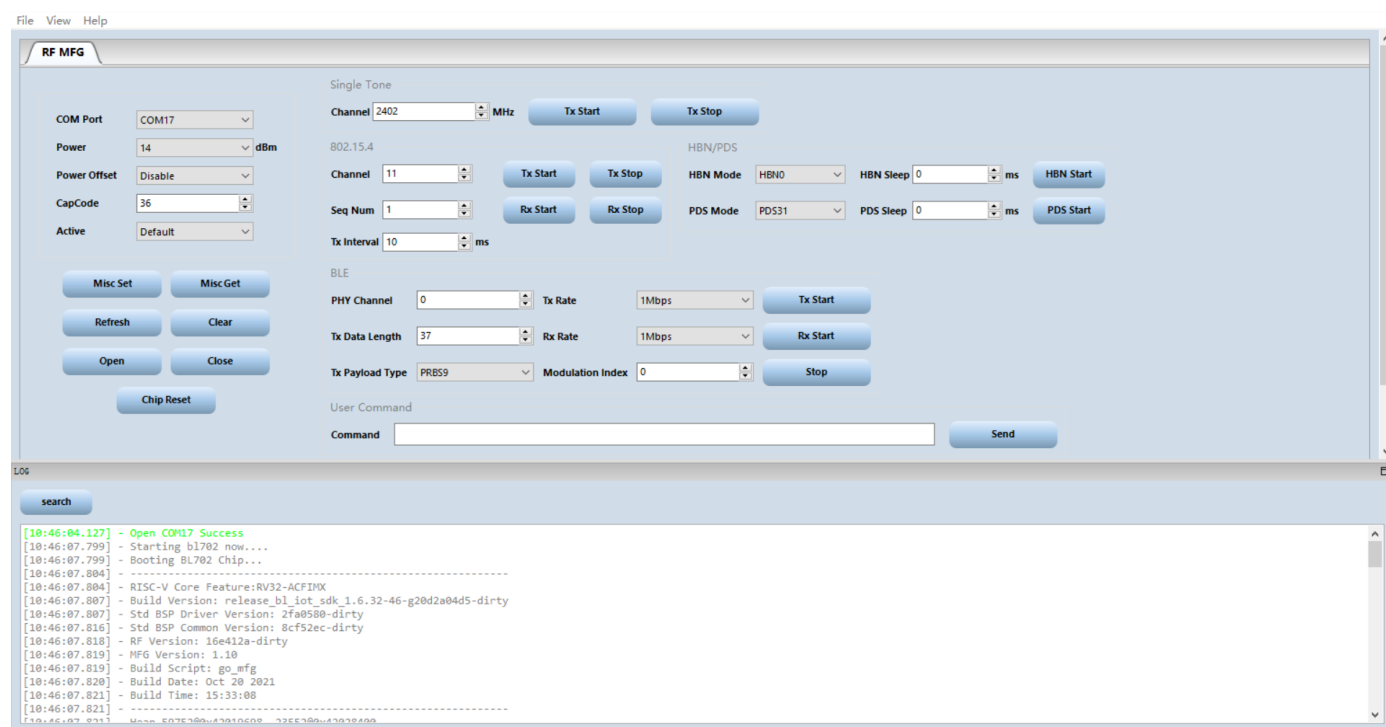 File View Help
RF MFG
Single Tone
Channel 2402 MHz Tx Start Tx Stop
COM Port COM17
Power 14 dBm
Power Offset Disable
CapCode 36
Active Default
Misc Set Misc Get
Refresh Clear
Open Close
Chip Reset
802.15.4
Channel 11 Tx Start Tx Stop
Seq Num 1 Rx Start Rx Stop
Tx Interval 10 ms
HBN/PDS
HBN Mode HBN0 HBN Sleep 0 ms HBN Start
PDS Mode PDS31 PDS Sleep 0 ms PDS Start
BLE
PHY Channel 0 Tx Rate 1Mbps Tx Start
Tx Data Length 37 Rx Rate 1Mbps Rx Start
Tx Payload Type PRBS9 Modulation Index 0 Stop
User Command
Command Send
LOG
search
[10:46:04.127] - Open COM17 Success
[10:46:07.799] - Starting bl702 now....
[10:46:07.799] - Booting BL702 Chip...
[10:46:07.804] - ------------------------------------------------------------
[10:46:07.804] - RISC-V Core Feature:RV32-ACFIMX
[10:46:07.807] - Build Version: release_bl_iot_sdk_1.6.32-46-g20d2a04d5-dirty
[10:46:07.807] - Std BSP Driver Version: 2fa0580-dirty
[10:46:07.816] - Std BSP Common Version: 8cf52ec-dirty
[10:46:07.818] - RF Version: 16e412a-dirty
[10:46:07.819] - MFG Version: 1.10
[10:46:07.819] - Build Script: go_mfg
[10:46:07.820] - Build Date: Oct 20 2021
[10:46:07.821] - Build Time: 15:33:08
[10:46:07.821] - ------------------------------------------------------------
[10:46:07.821] - Heap